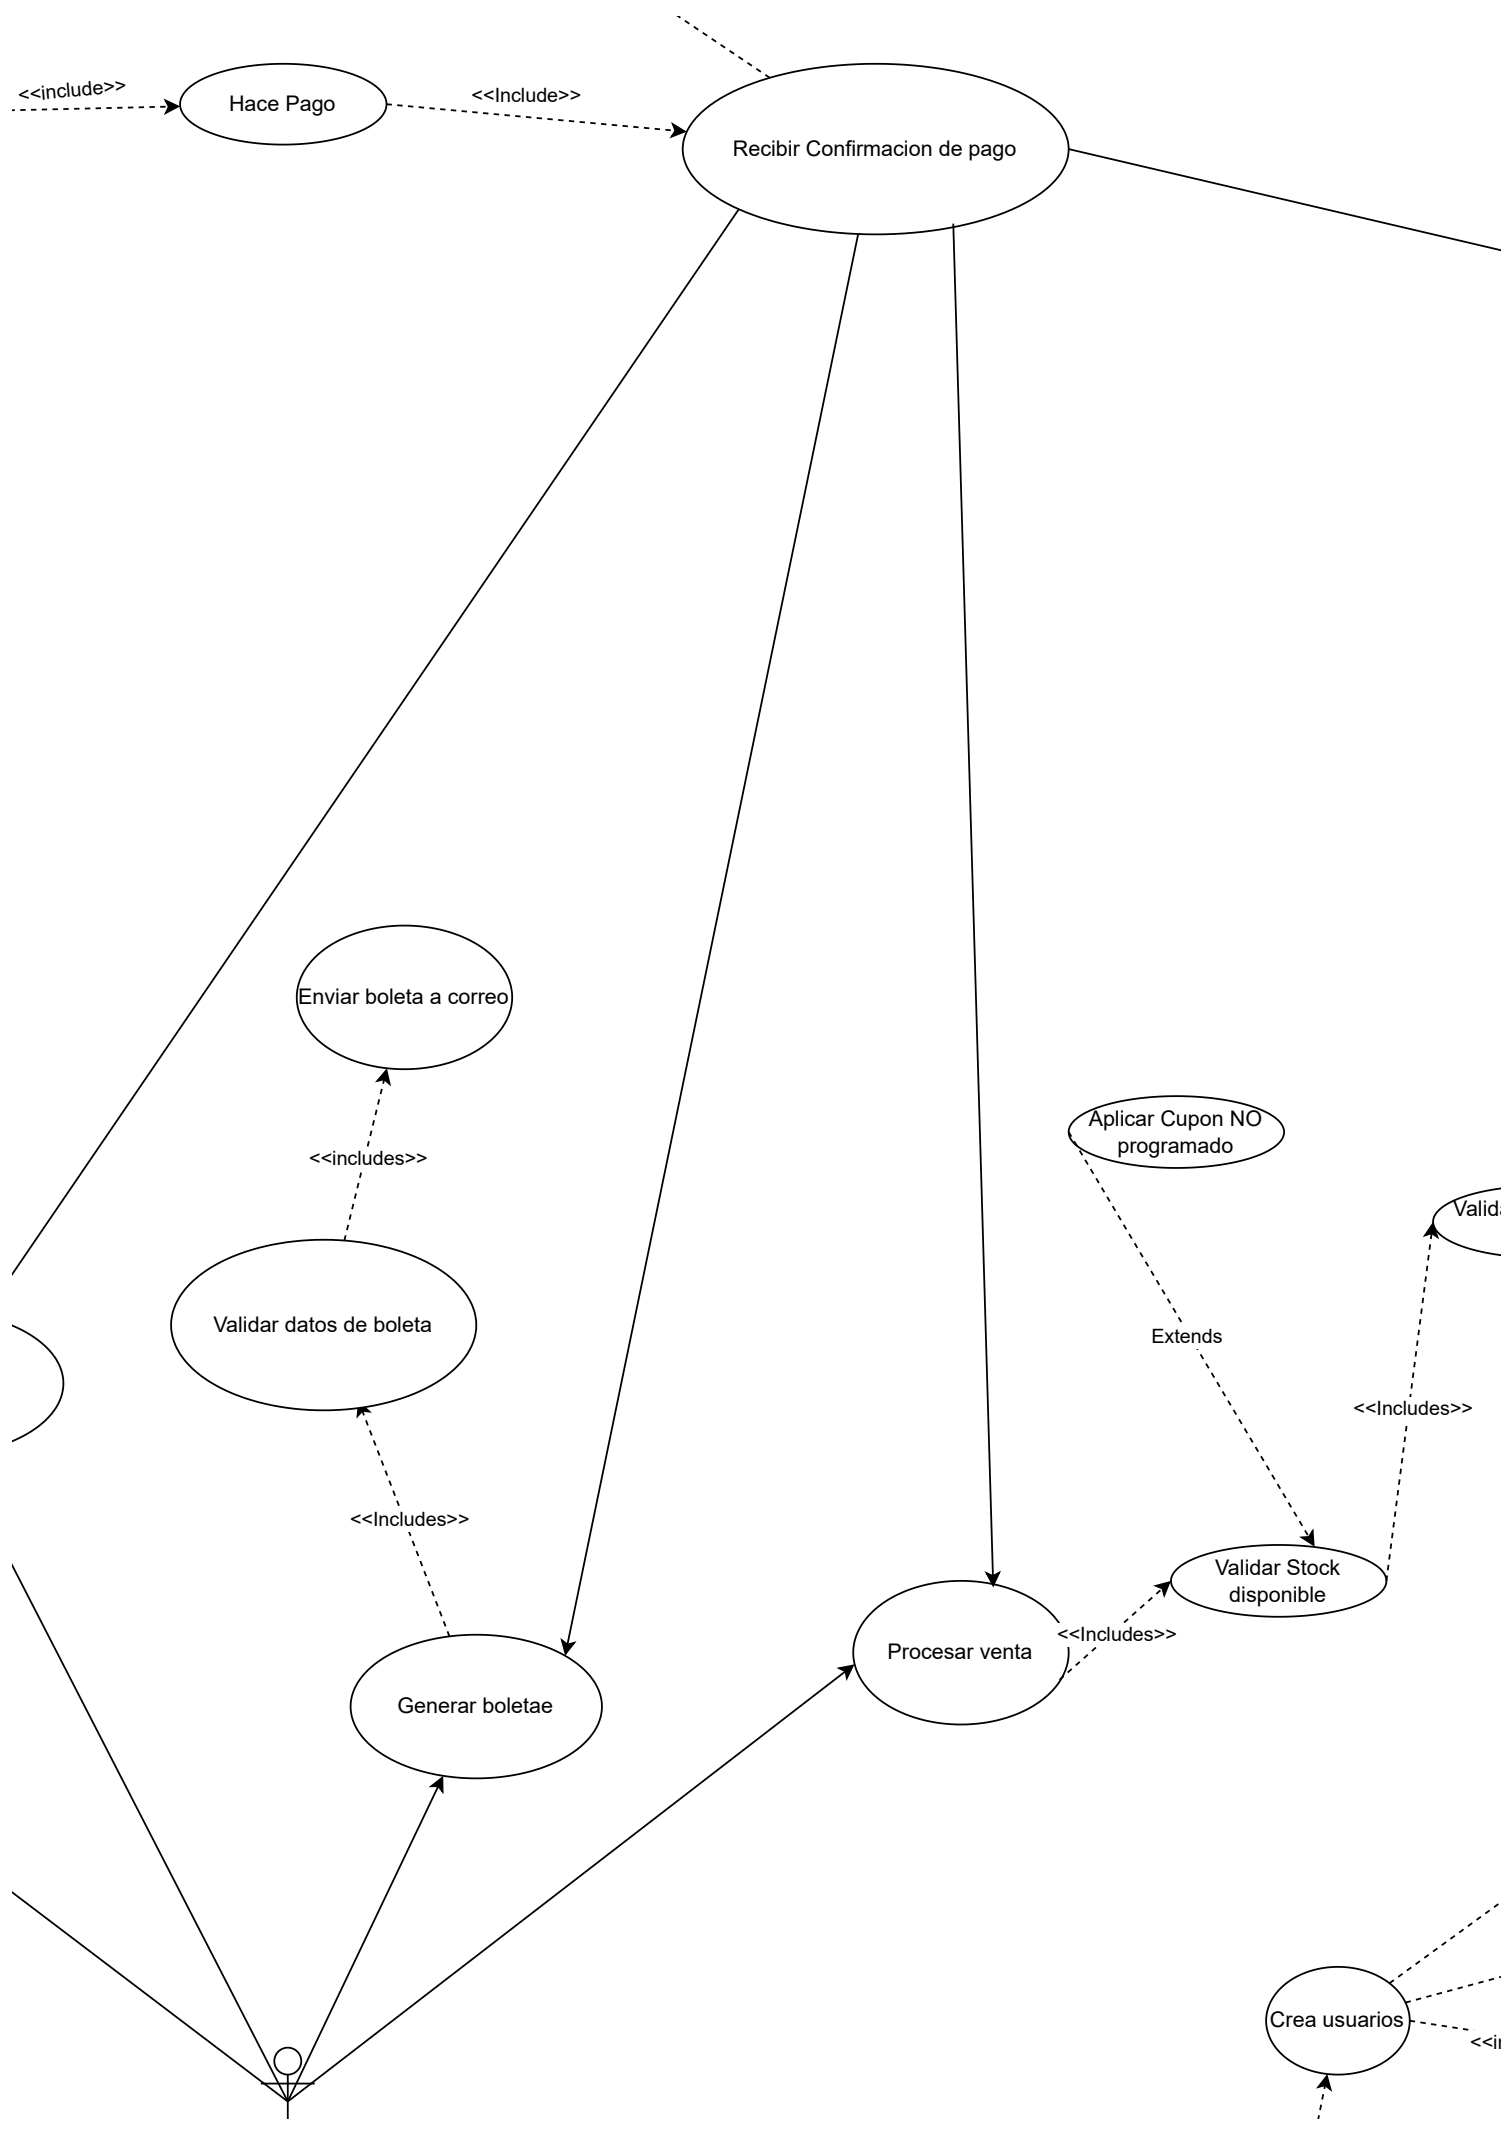 <<include>>
Hace Pago
<<Include>>
Recibir Confirmacion de pago
Enviar boleta a correo
<<includes>>
Aplicar Cupon NO
programado
Validar datos de boleta
Extends
<<Includes>>
<<Includes>>
Validar Stock
disponible
<<Includes>>
Procesar venta
Generar boletae
Crea usuarios